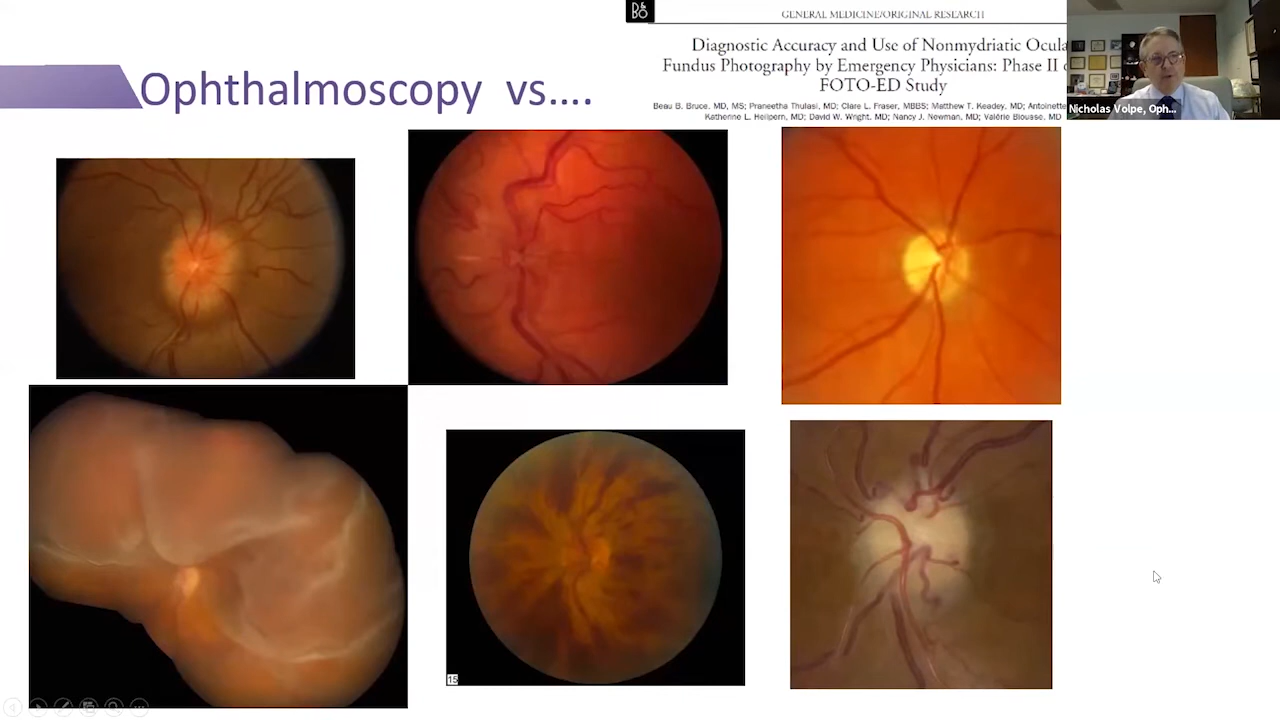 B&
BO
GENERAL MEDICINE/ORIGINAL RESEARCH
Diagnostic Accuracy and Use of Nonmydriatic Ocula
Fundus Photography by Emergency Physicians: Phase II
FOTO-ED Study
Beau B. Bruce, MD, MS; Praneetha Thulasi, MD; Clare L. Fraser, MBBS; Matthew T. Keadey, MD; Antoinette
Katherine L. Heilpern, MD; David W. Wright, MD; Nancy J. Newman, MD; Valérie Biousse, MD
Nicholas Volpe, Oph...
Ophthalmoscopy vs....
15